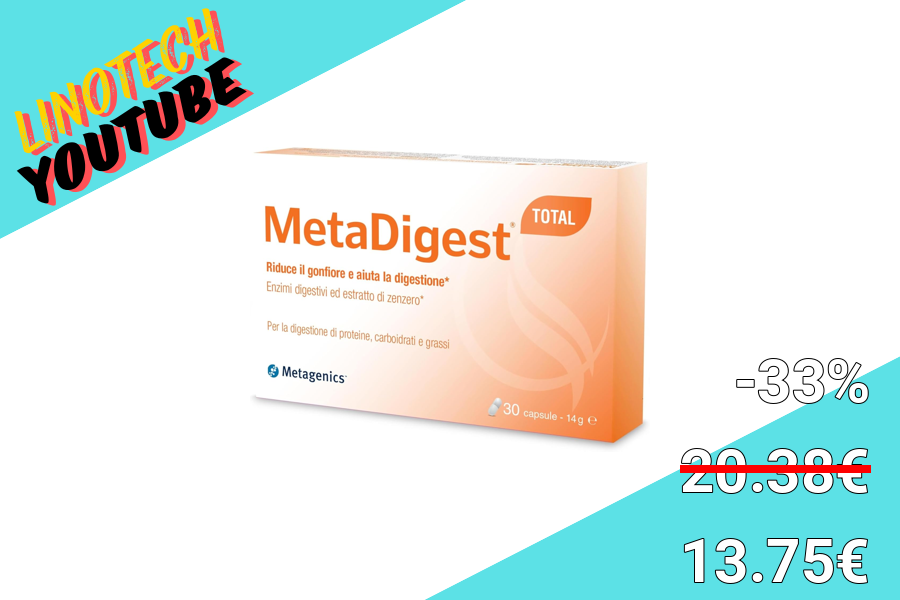 LINOTECH
YOUTUBE
MetaDigest®
TOTAL
Riduce il gonfiore e aiuta la digestione*
Enzimi digestivi ed estratto di zenzero*
Per la digestione di proteine, carboidrati e grassi
Metagenics
30 capsule - 14 g ℮
-33%
20.38€
13.75€